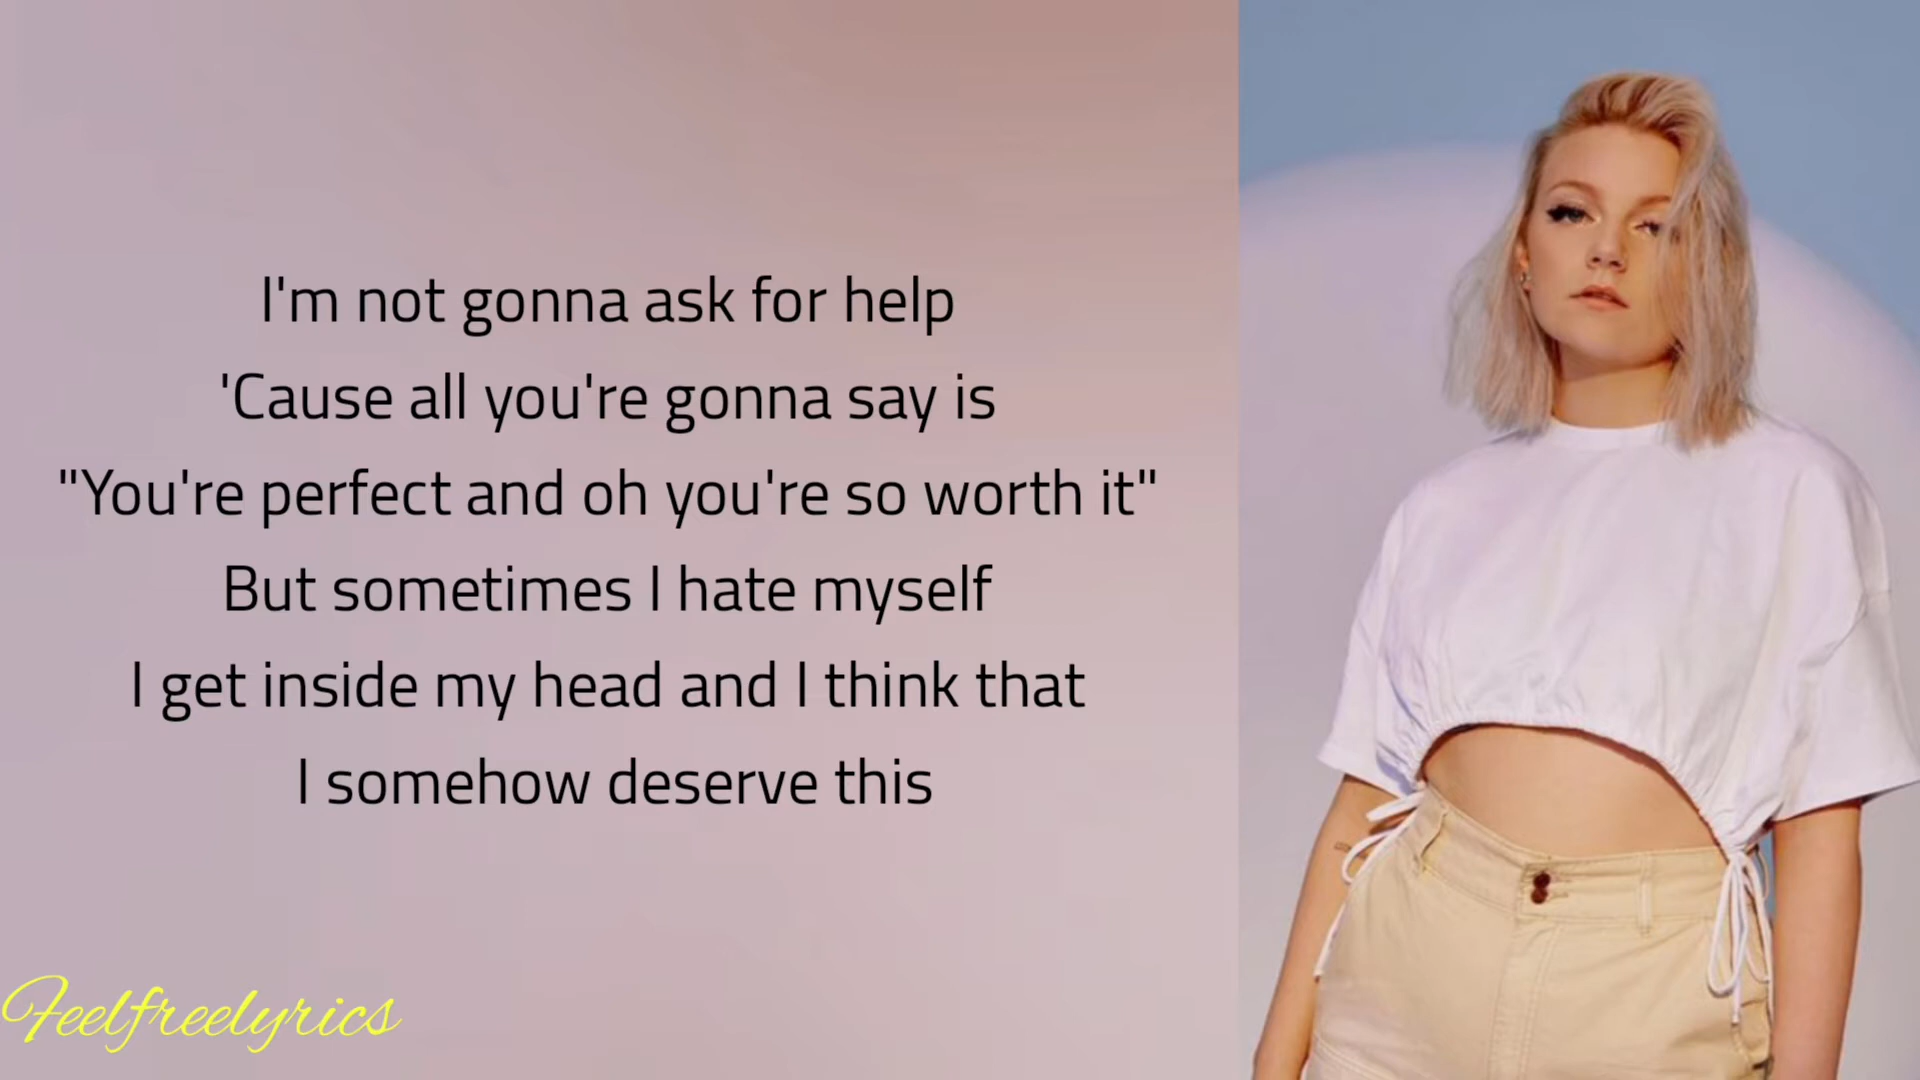 I'm not gonna ask for help
'Cause all you're gonna say is
"You're perfect and oh you're so worth it"
But sometimes I hate myself
I get inside my head and I think that
I somehow deserve this
Feelfreelyrics